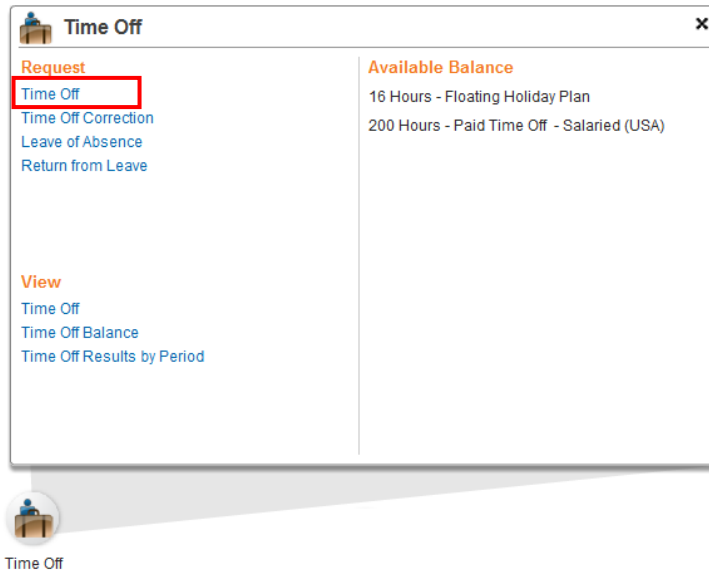 Time Off
Request
Time Off
Time Off Correction
Leave of Absence
Return from Leave
View
Time Off
Time Off Balance
Time Off Results by Period
Available Balance
16 Hours - Floating Holiday Plan
200 Hours - Paid Time Off - Salaried (USA)
Time Off